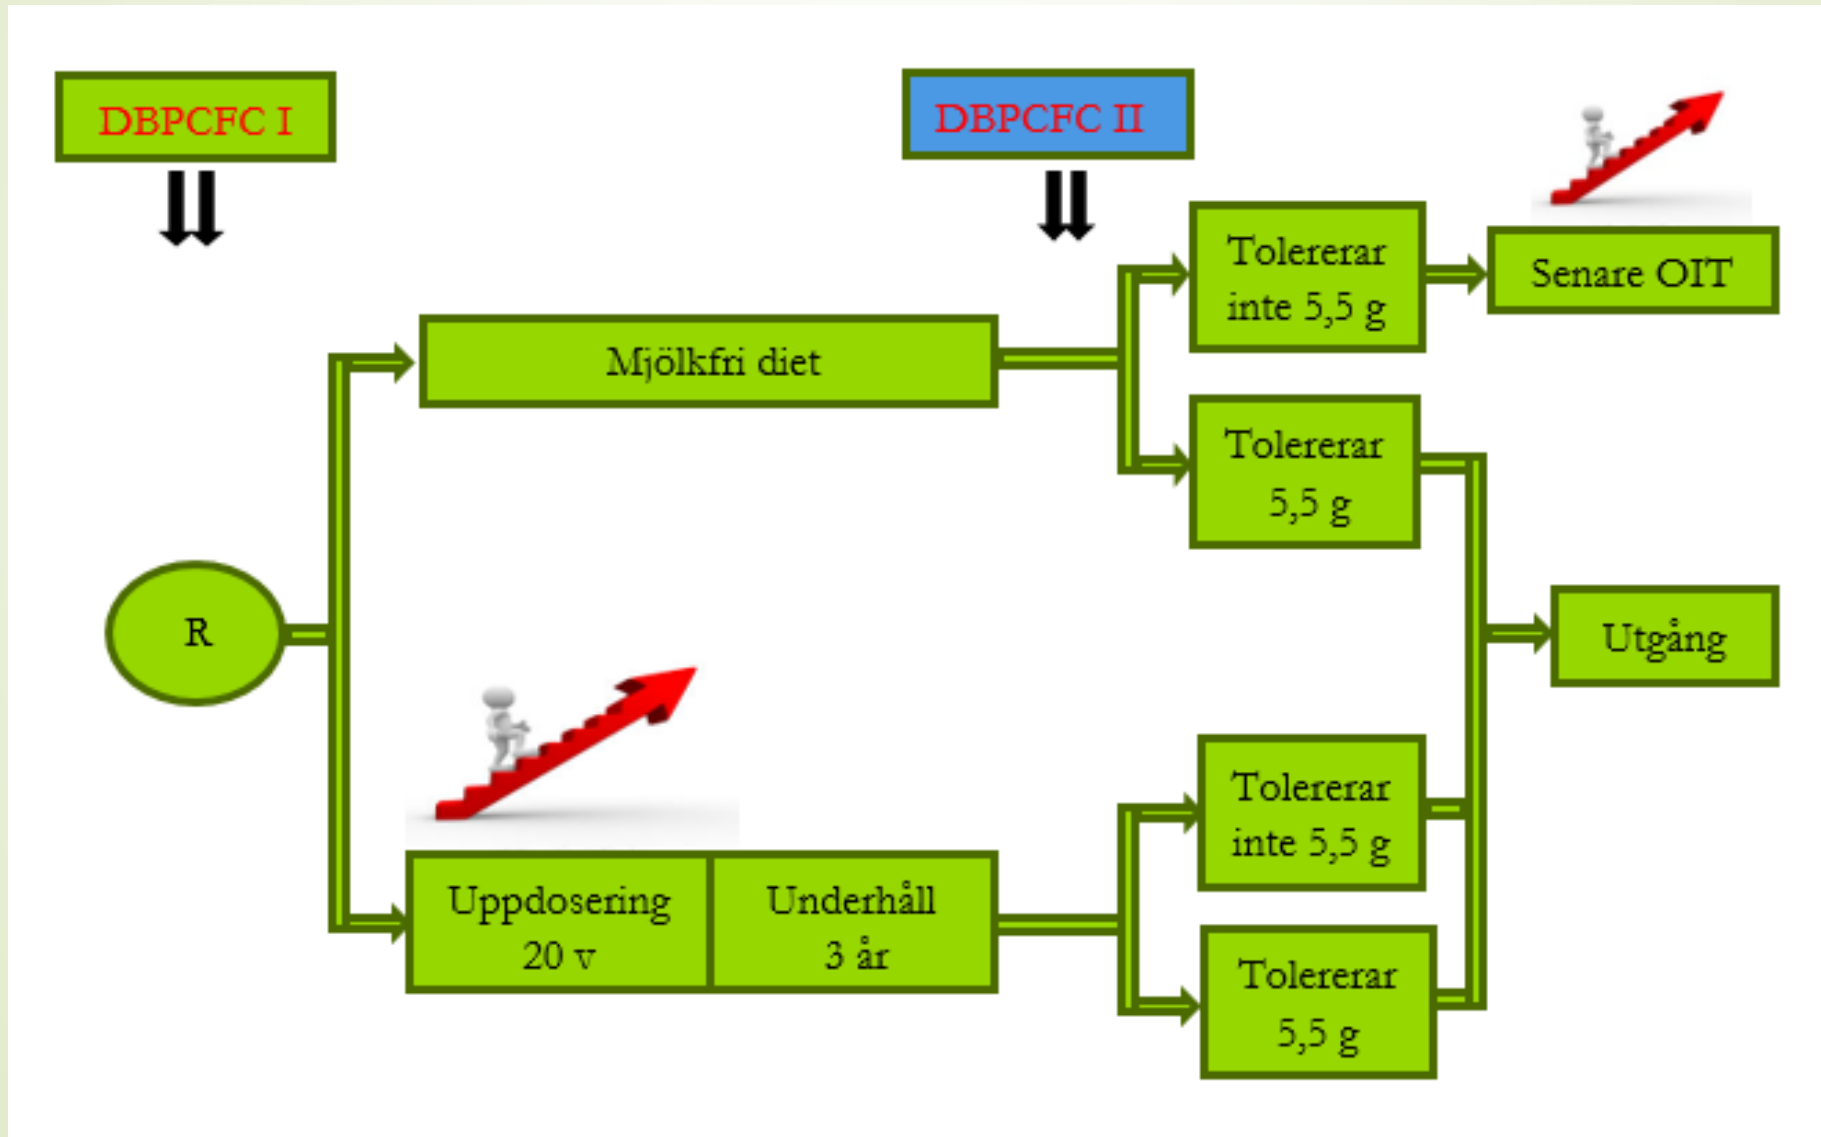 DBPCFC I
DBPCFC II
Tolererar
inte 5,5 g
Senare OIT
Mjölkfri diet
Tolererar
5,5 g
R
Utgång
Tolererar
inte 5,5 g
Uppdosering
20 v
Underhåll
3 år
Tolererar
5,5 g